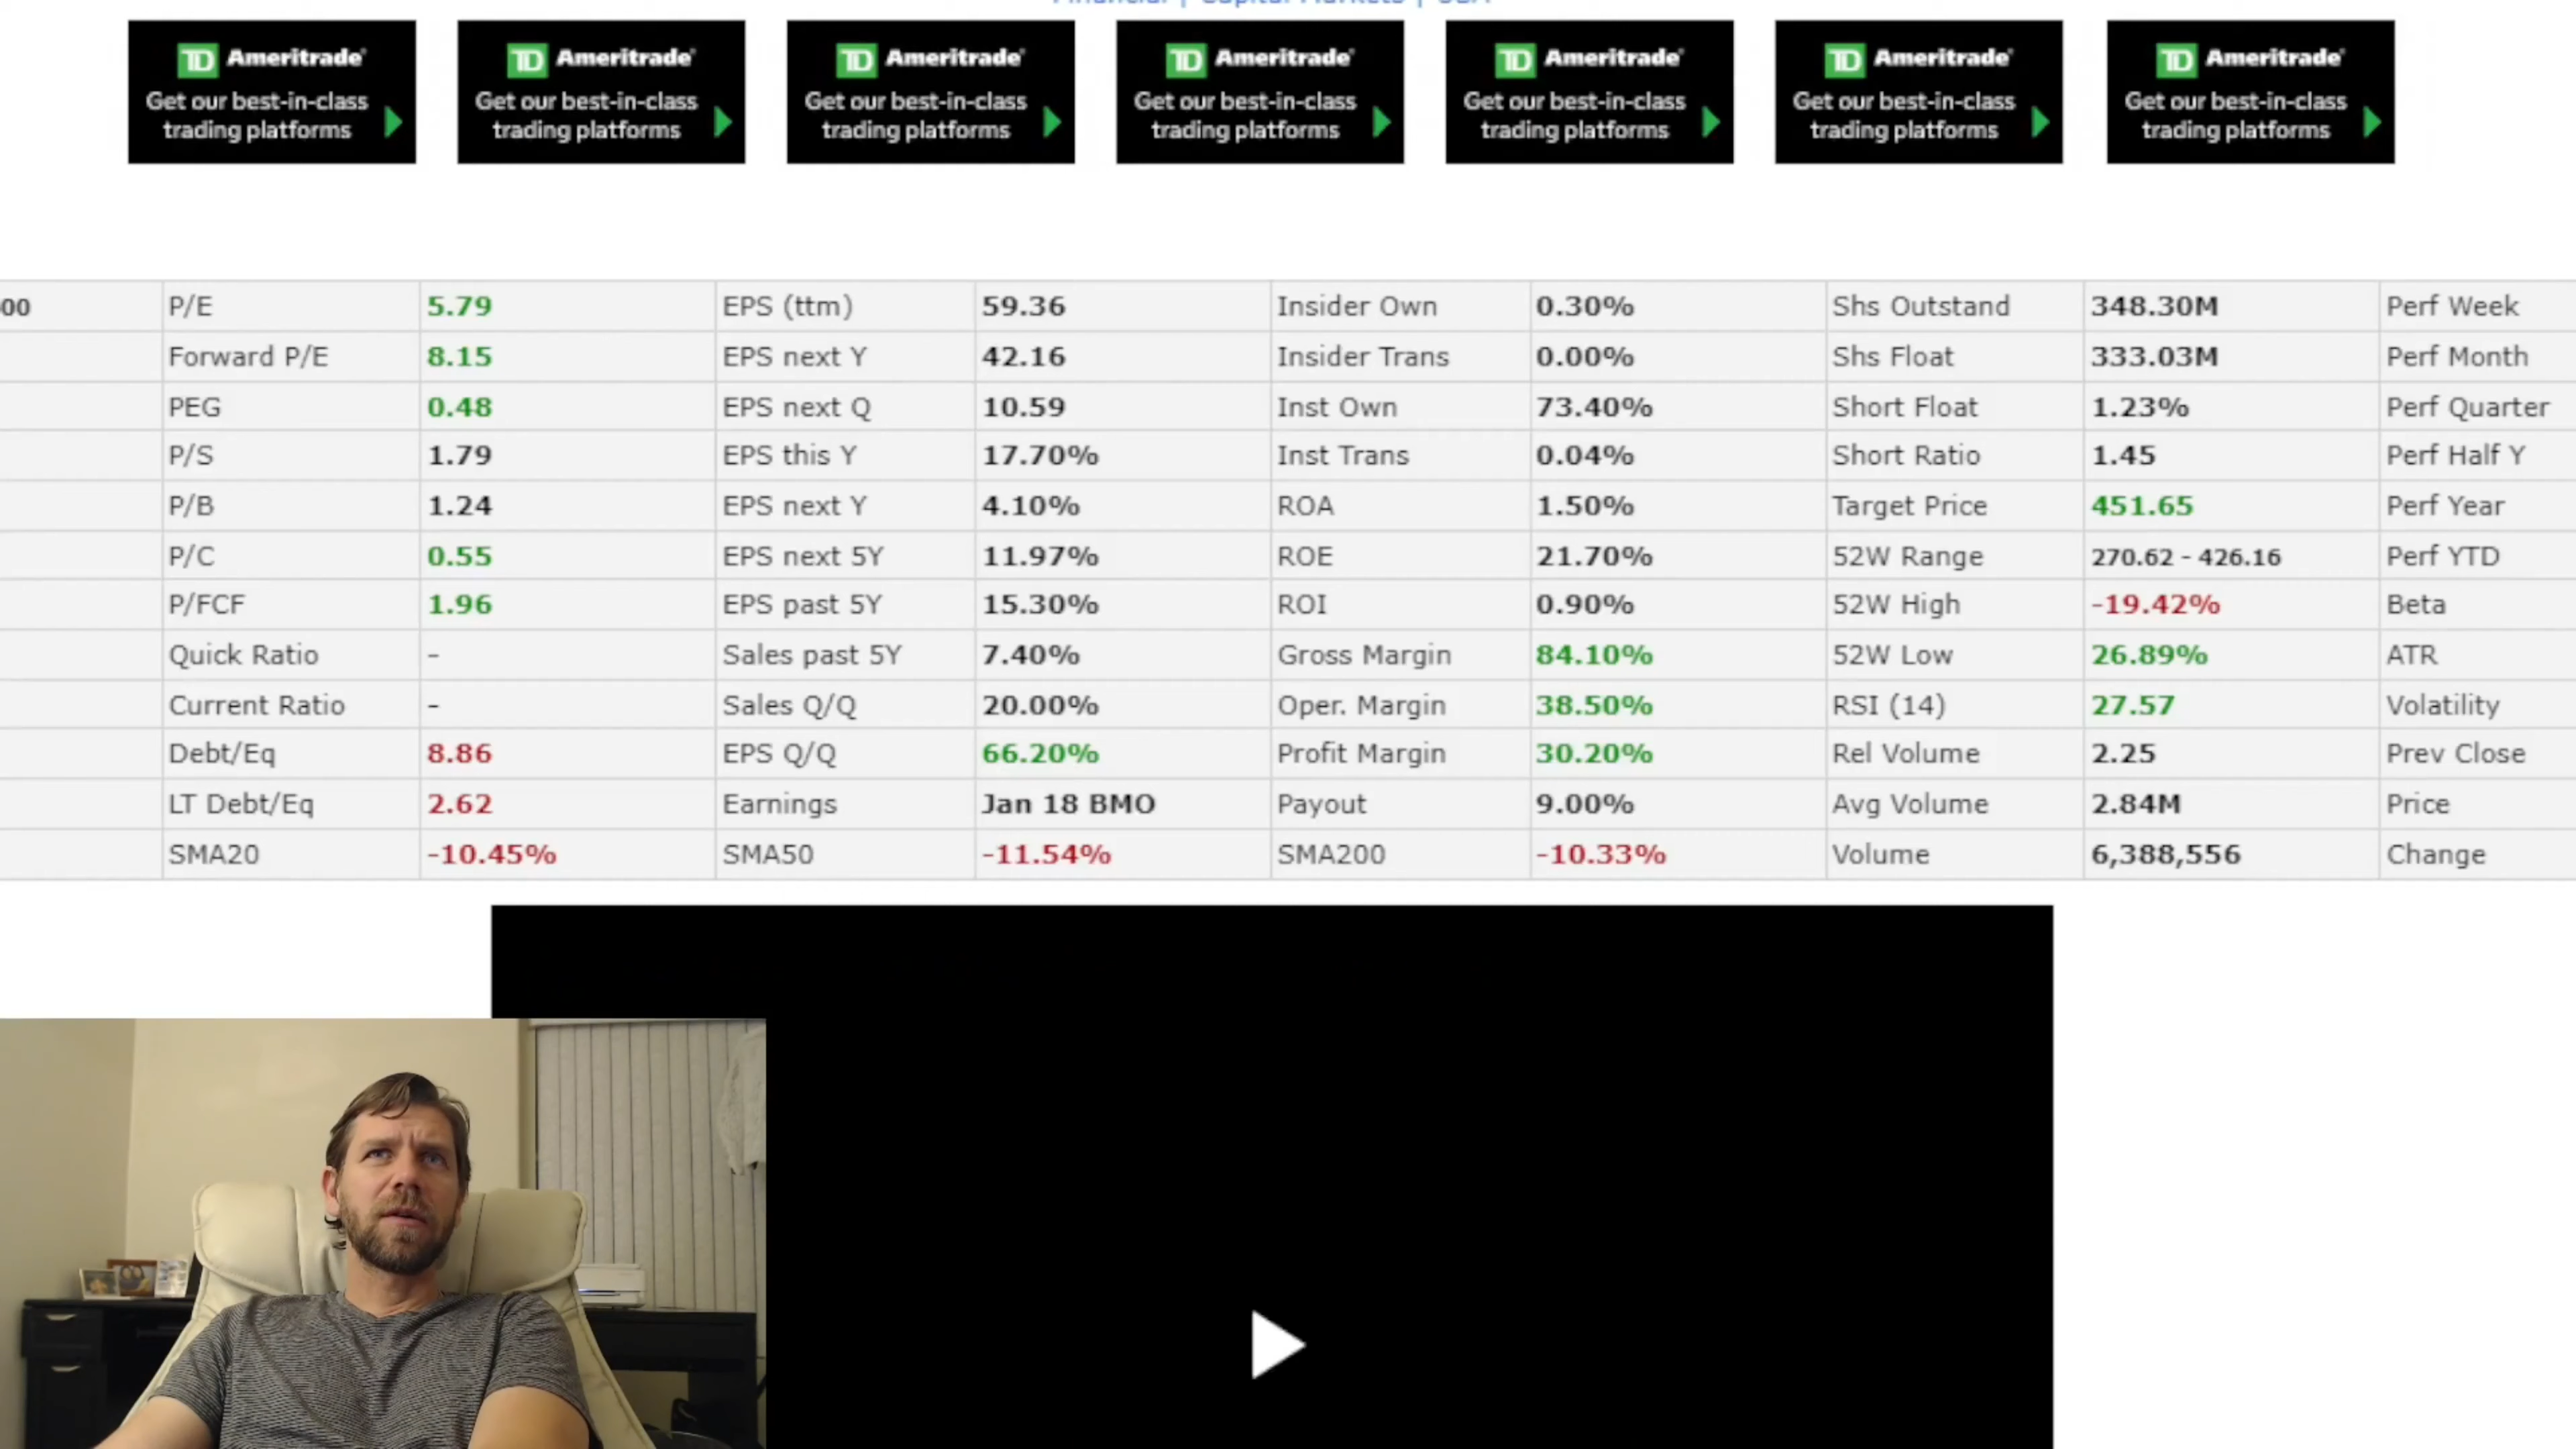 Financial | Capital Markets | USA
TD Ameritrade
Get our best-in-class
trading platforms
TD Ameritrade
Get our best-in-class
trading platforms
TD Ameritrade
Get our best-in-class
trading platforms
TD Ameritrade
Get our best-in-class
trading platforms
TD Ameritrade
Get our best-in-class
trading platforms
TD Ameritrade
Get our best-in-class
trading platforms
TD Ameritrade
Get our best-in-class
trading platforms
00 P/E 5.79 EPS (ttm) 59.36 Insider Own 0.30% Shs Outstand 348.30M Perf Week
Forward P/E 8.15 EPS next Y 42.16 Insider Trans 0.00% Shs Float 333.03M Perf Month
PEG 0.48 EPS next Q 10.59 Inst Own 73.40% Short Float 1.23% Perf Quarter
P/S 1.79 EPS this Y 17.70% Inst Trans 0.04% Short Ratio 1.45 Perf Half Y
P/B 1.24 EPS next Y 4.10% ROA 1.50% Target Price 451.65 Perf Year
P/C 0.55 EPS next 5Y 11.97% ROE 21.70% 52W Range 270.62 - 426.16 Perf YTD
P/FCF 1.96 EPS past 5Y 15.30% ROI 0.90% 52W High -19.42% Beta
Quick Ratio - Sales past 5Y 7.40% Gross Margin 84.10% 52W Low 26.89% ATR
Current Ratio - Sales Q/Q 20.00% Oper. Margin 38.50% RSI (14) 27.57 Volatility
Debt/Eq 8.86 EPS Q/Q 66.20% Profit Margin 30.20% Rel Volume 2.25 Prev Close
LT Debt/Eq 2.62 Earnings Jan 18 BMO Payout 9.00% Avg Volume 2.84M Price
SMA20 -10.45% SMA50 -11.54% SMA200 -10.33% Volume 6,388,556 Change